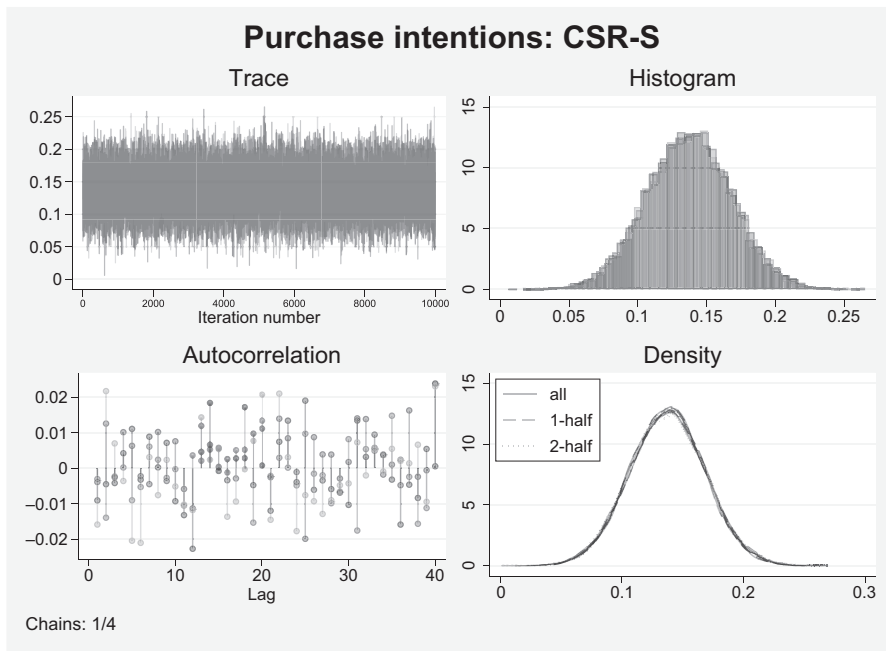 Purchase intentions: CSR-S
Trace
0.25
0.2
0.15
0.1
0.05
0
0 2000 4000 6000 8000 10000
Iteration number
Histogram
15
10
5
0
0 0.05 0.1 0.15 0.2 0.25
Autocorrelation
0.02
0.01
0
–0.01
–0.02
0 10 20 30 40
Lag
Density
15
10
5
0
all
1-half
2-half
0 0.1 0.2 0.3
Chains: 1/4